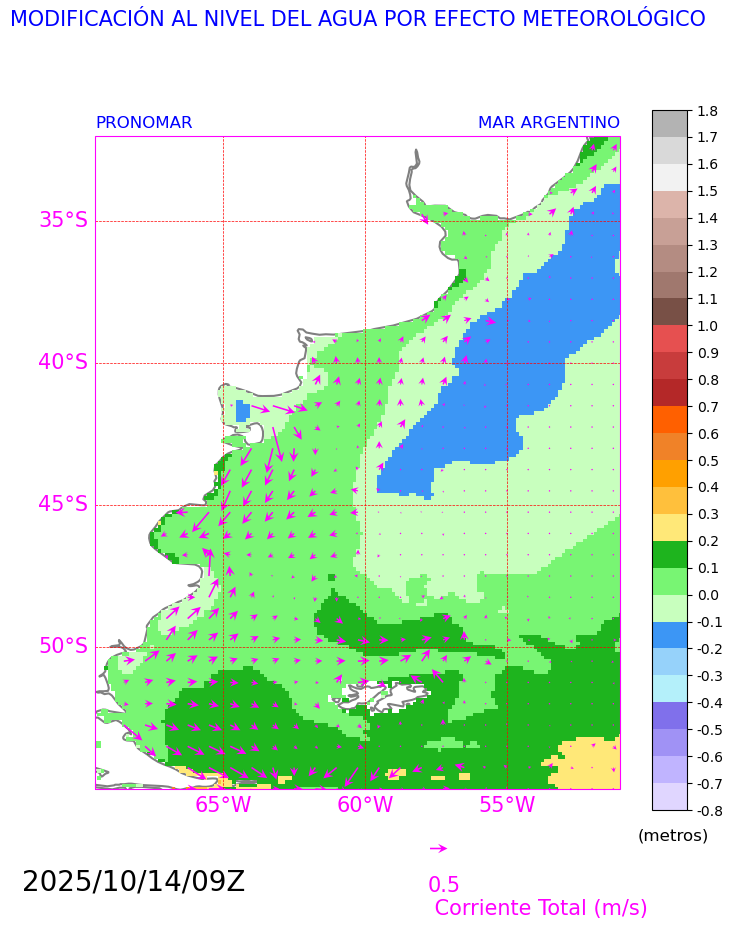 MODIFICACIÓN AL NIVEL DEL AGUA POR EFECTO METEOROLÓGICO
PRONOMAR
MAR ARGENTINO
35°S
40°S
45°S
50°S
65°W
60°W
55°W
1.8
1.7
1.6
1.5
1.4
1.3
1.2
1.1
1.0
0.9
0.8
0.7
0.6
0.5
0.4
0.3
0.2
0.1
0.0
-0.1
-0.2
-0.3
-0.4
-0.5
-0.6
-0.7
-0.8
(metros)
2025/10/14/09Z
0.5
Corriente Total (m/s)